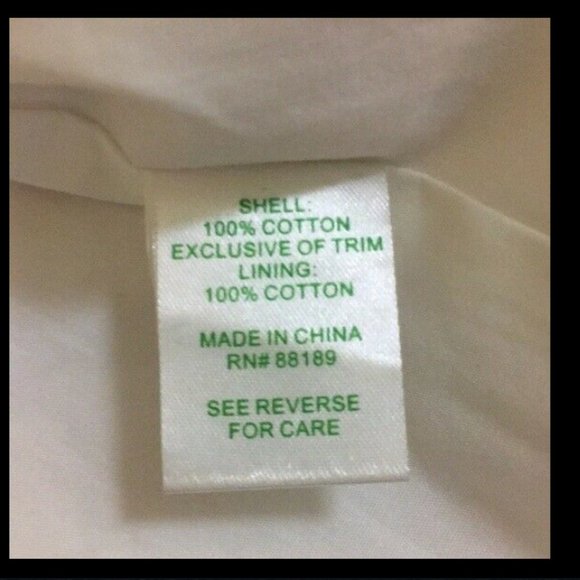 SHELL:
100% COTTON
EXCLUSIVE OF TRIM
LINING:
100% COTTON
MADE IN CHINA
RN# 88189
SEE REVERSE
FOR CARE